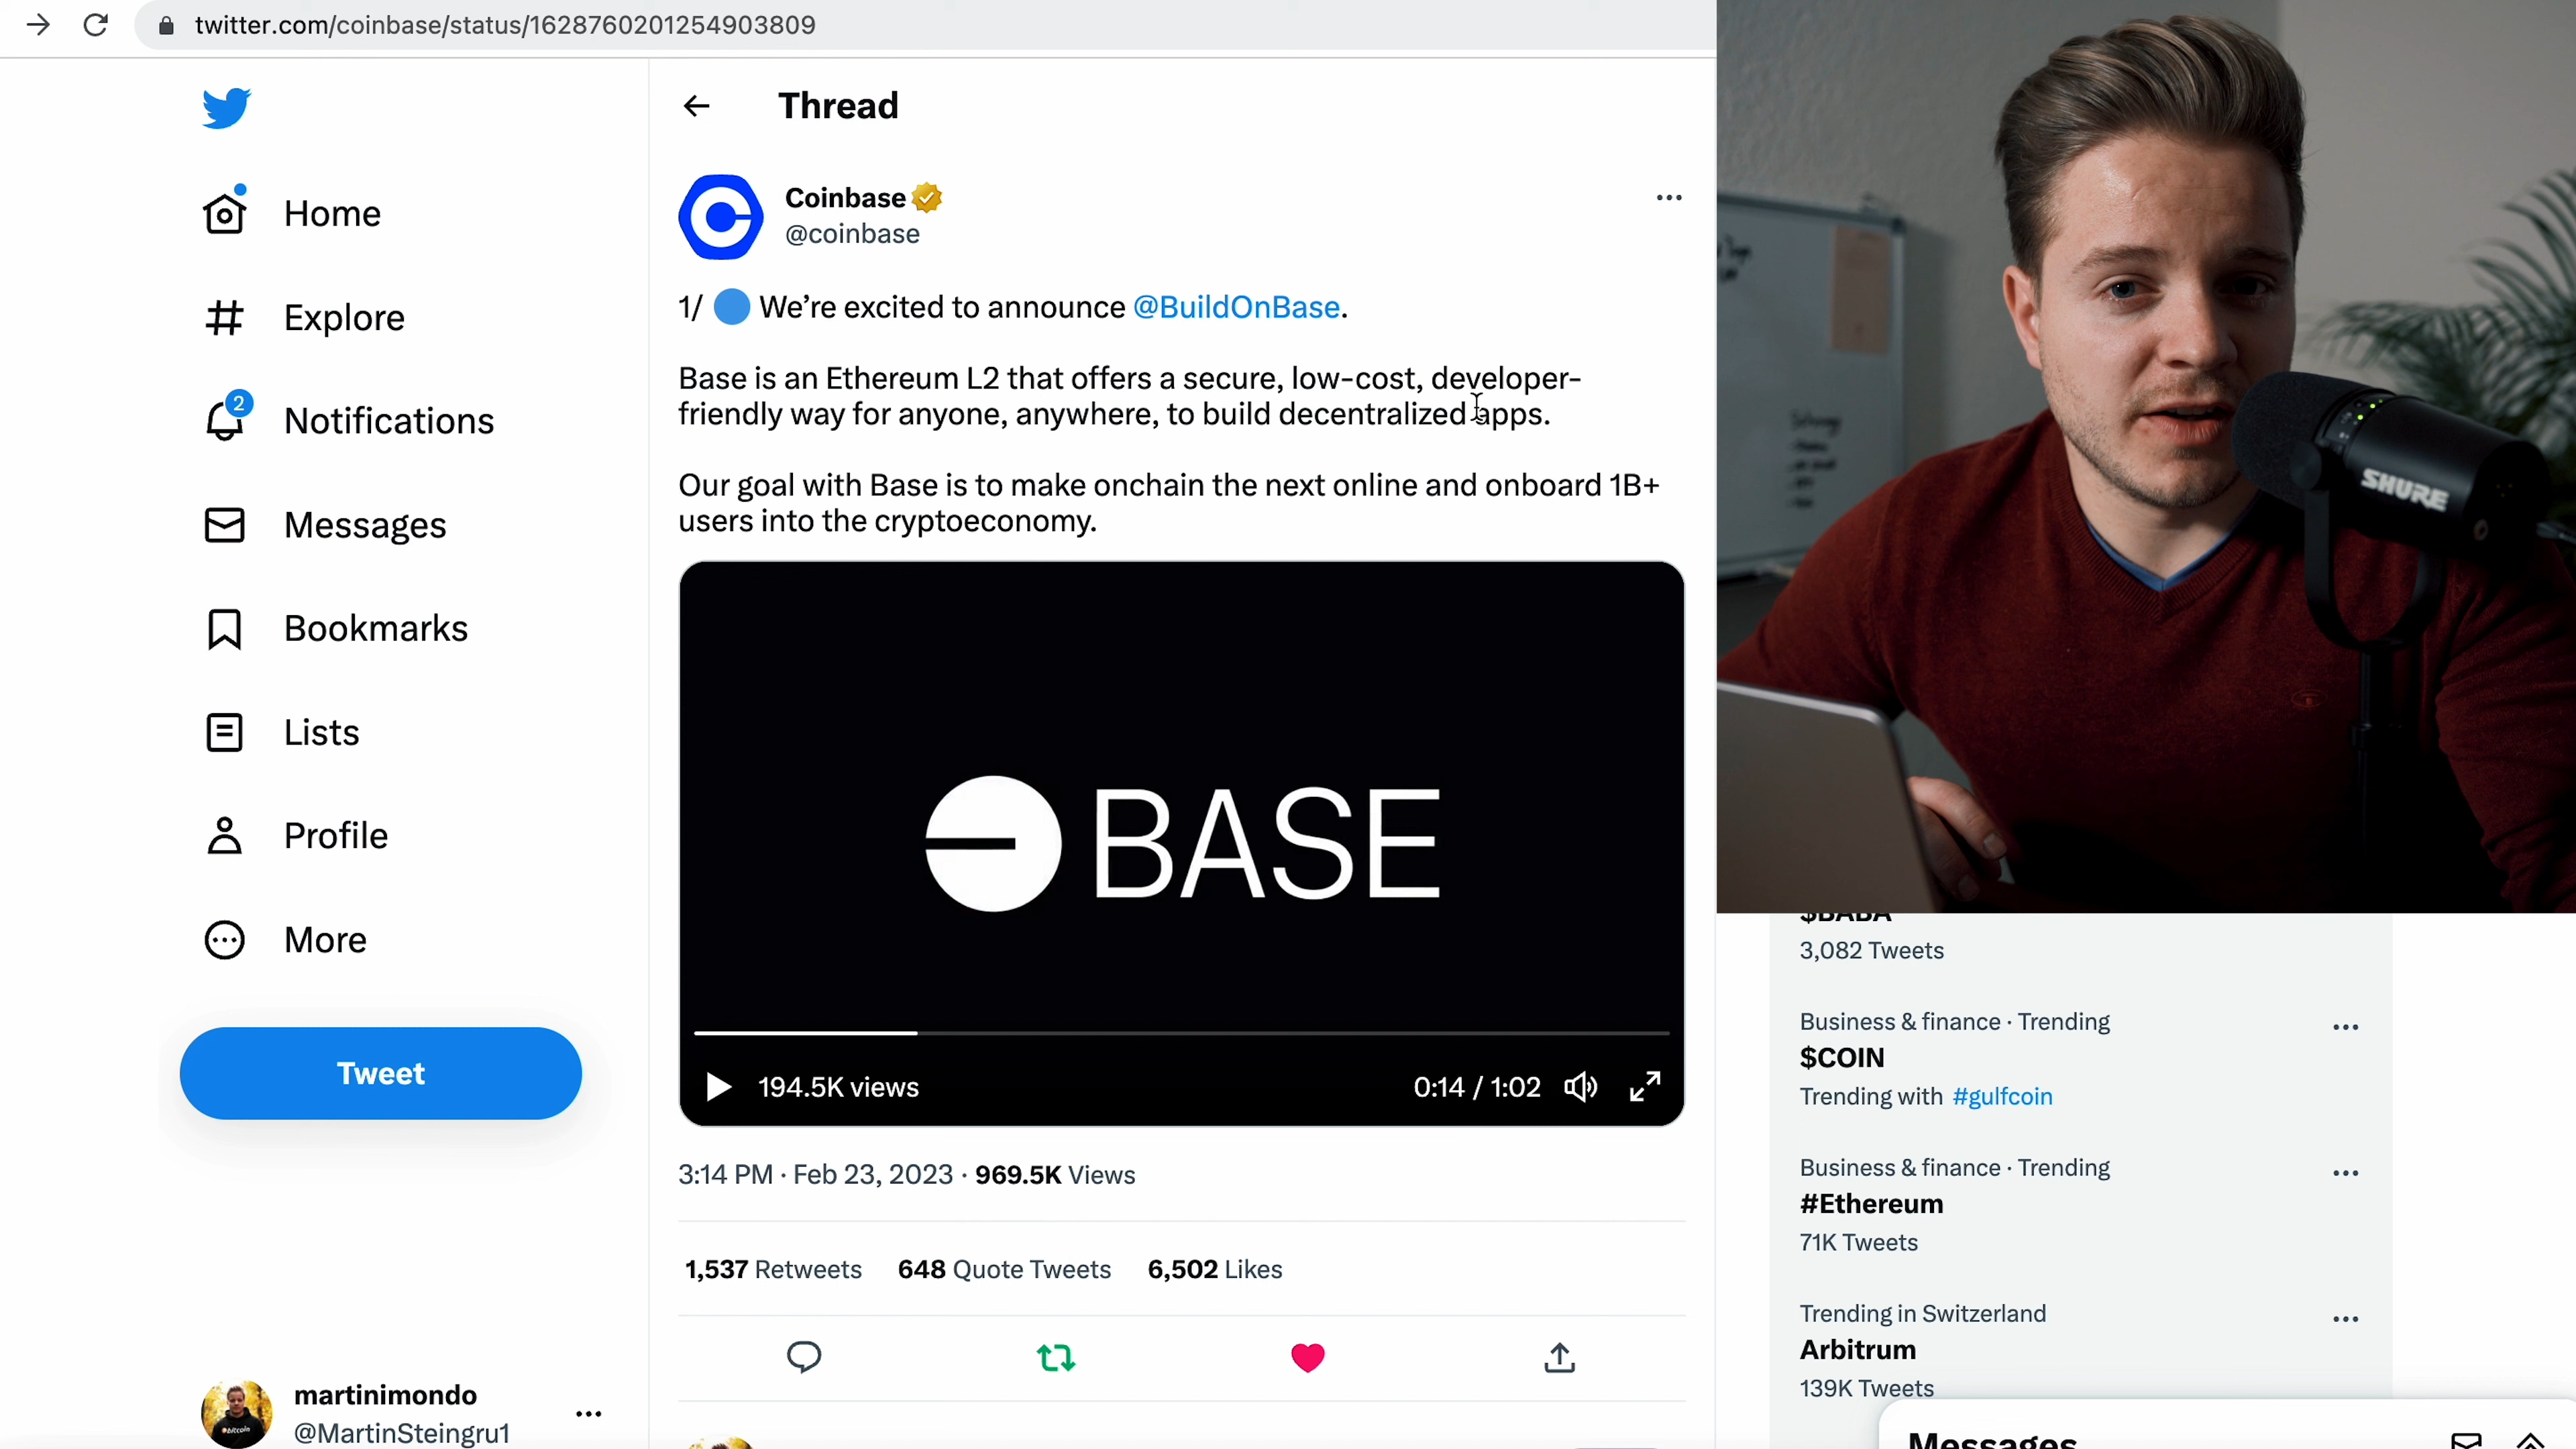 twitter.com/coinbase/status/1628760201254903809
Home
Explore
2
Notifications
Messages
Bookmarks
Lists
Profile
More
Tweet
martinimondo
@MartinSteingru1
Thread
Coinbase
@coinbase
1/ We’re excited to announce @BuildOnBase.
Base is an Ethereum L2 that offers a secure, low-cost, developer-
friendly way for anyone, anywhere, to build decentralized apps.
Our goal with Base is to make onchain the next online and onboard 1B+
users into the cryptoeconomy.
BASE
194.5K views
0:14 / 1:02
3:14 PM · Feb 23, 2023 · 969.5K Views
1,537 Retweets 648 Quote Tweets 6,502 Likes
SHURE
$BABA
3,082 Tweets
Business & finance · Trending
$COIN
Trending with #gulfcoin
Business & finance · Trending
#Ethereum
71K Tweets
Trending in Switzerland
Arbitrum
139K Tweets
Messages